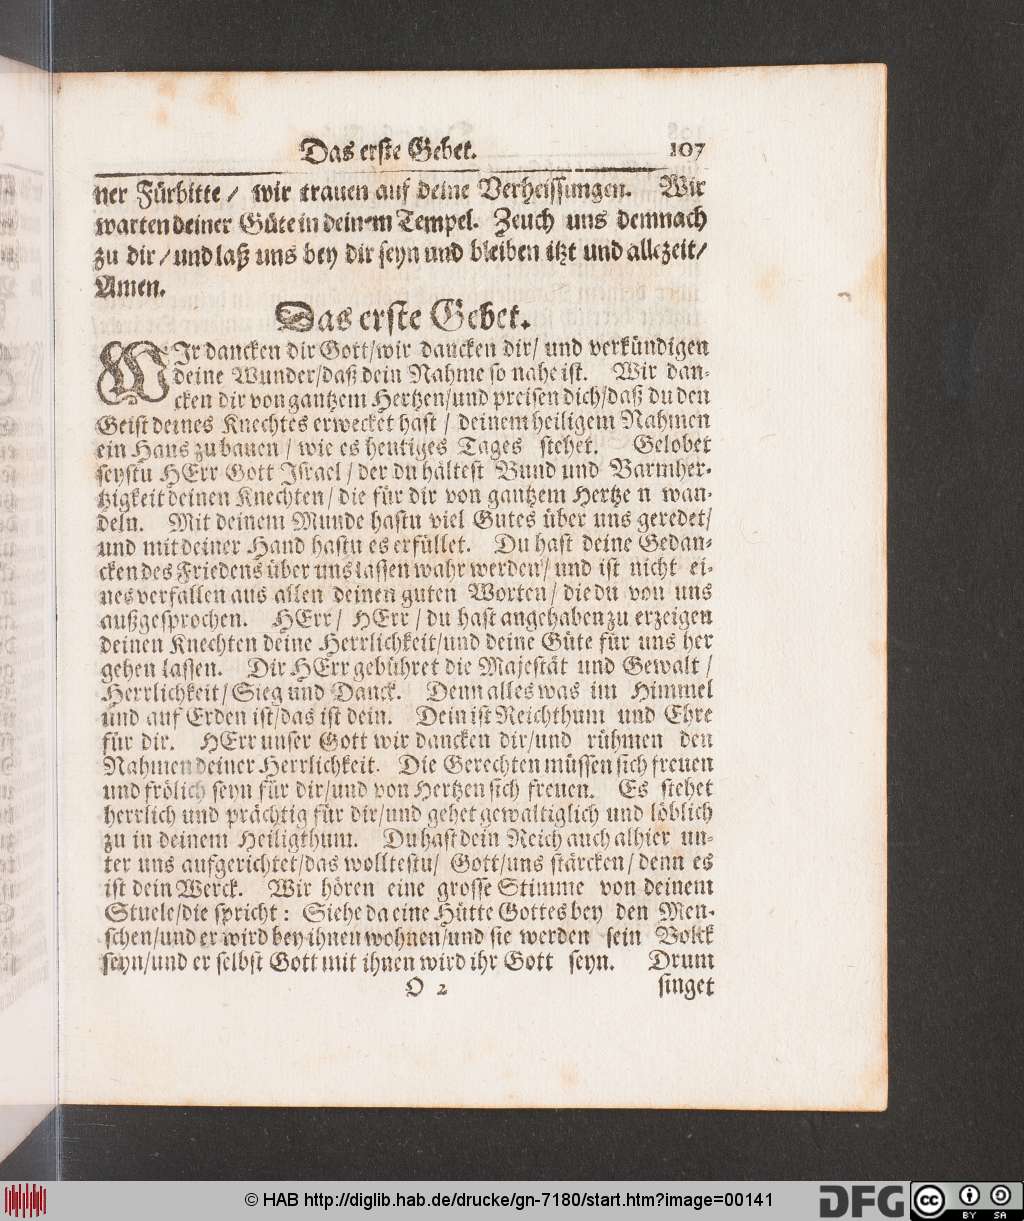 Das erste Gebet. 107
ner Fürbitte / wir trauen auf deine Verheissungen. Wir
warten deiner Güte in deinem Tempel. Zeuch uns demnach
zu dir / und laß uns bey dir seyn und bleiben itzt und allezeit /
Amen.
Das erste Gebet.
WIr dancken dir Gott / wir dancken dir / und verkündigen
deine Wunder / daß dein Nahme so nahe ist. Wir dan-
cken dir von gantzem Hertzen / und preisen dich / daß du den
Geist deines Knechtes erwecket hast / deinem heiligem Nahmen
ein Haus zu bauen / wie es heutiges Tages stehet. Gelobet
seystu HErr Gott Israel / der du hältest Bund und Barmher-
tzigkeit deinen Knechten / die für dir von gantzem Hertze n wan-
deln. Mit deinem Munde hastu viel Gutes über uns geredet /
und mit deiner Hand hastu es erfüllet. Du hast deine Gedan-
cken des Friedens über uns lassen wahr werden / und ist nicht ei-
nes verfallen aus allen deinen guten Worten / die du von uns
außgesprochen. HErr / HErr / du hast angehaben zu erzeigen
deinen Knechten deine Herrlichkeit / und deine Güte für uns her
gehen lassen. Dir HErr gebühret die Majestät und Gewalt /
Herrlichkeit / Sieg und Danck. Denn alles was im Himmel
und auf Erden ist / das ist dein. Dein ist Reichthum und Ehre
für dir. HErr unser Gott wir dancken dir / und rühmen den
Nahmen deiner Herrlichkeit. Die Gerechten müssen sich freuen
und frölich seyn für dir / und von Hertzen sich freuen. Es stehet
herrlich und prächtig für dir / und gehet gewaltiglich und löblich
zu in deinem Heiligthum. Du hast dein Reich auch alhier un-
ter uns aufgerichtet / das wolltestu / Gott / uns stärcken / denn es
ist dein Werck. Wir hören eine grosse Stimme von deinem
Stuele / die spricht : Siehe da eine Hütte Gottes bey den Men-
schen / und er wird bey ihnen wohnen / und sie werden sein Volck
seyn / und er selbst Gott mit ihnen wird ihr Gott seyn. Drum
O 2 singet
© HAB http://diglib.hab.de/drucke/gn-7180/start.htm?image=00141
DFG
cc BY SA